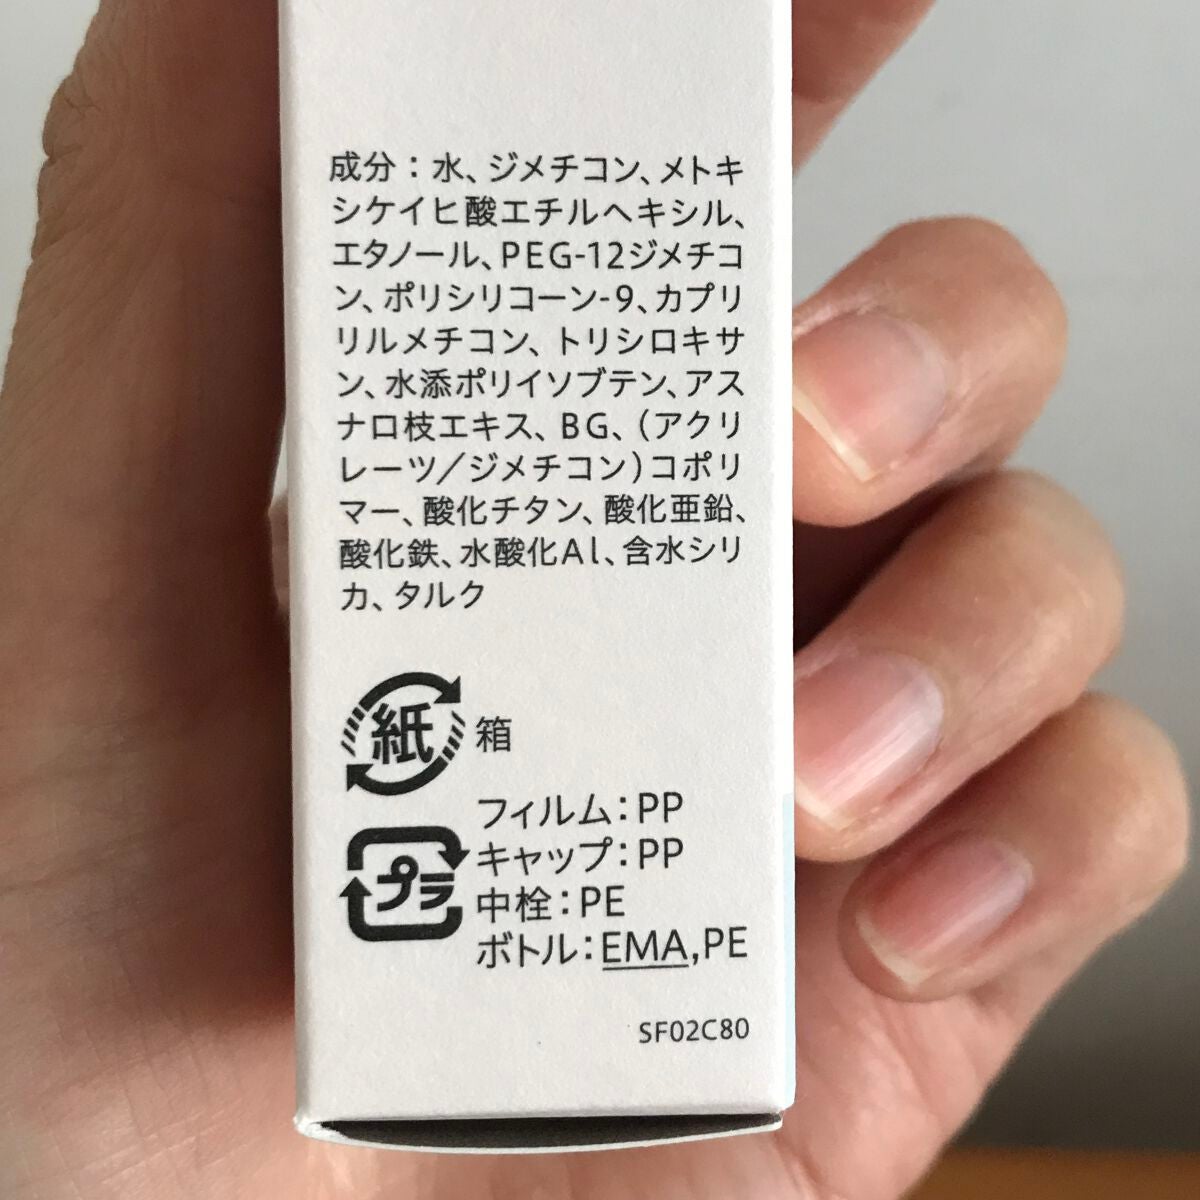 成分：水、ジメチコン、メトキ
シケイヒ酸エチルヘキシル、
エタノール、PEG-12ジメチコ
ン、ポリシリコーン-9、カプリ
リルメチコン、トリシロキサ
ン、水添ポリイソブテン、アス
ナロ枝エキス、BG、（アクリ
レーツ／ジメチコン）コポリ
マー、酸化チタン、酸化亜鉛、
酸化鉄、水酸化Al、含水シリ
カ、タルク
紙 箱
フィルム：PP
プラ キャップ：PP
中栓：PE
ボトル：EMA,PE
SF02C80